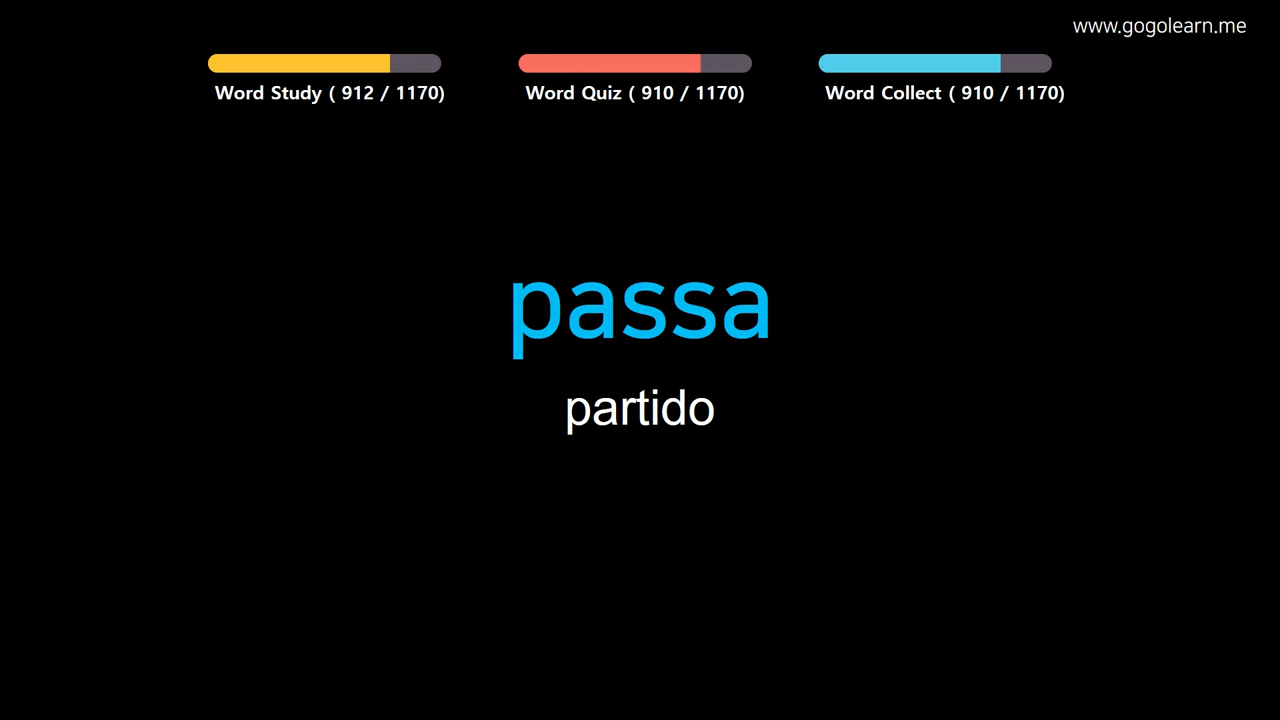 www.gogolearn.me
Word Study ( 912 / 1170)
Word Quiz ( 910 / 1170)
Word Collect ( 910 / 1170)
passa
partido